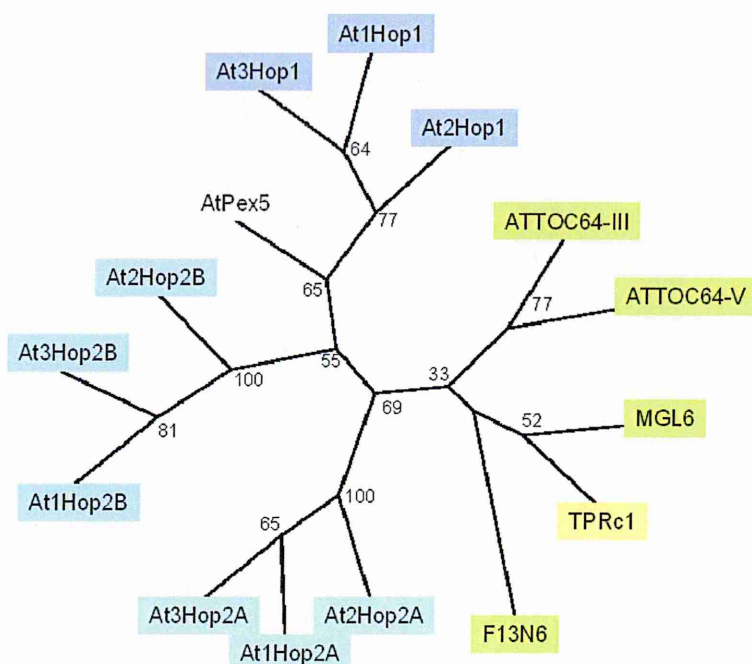 At1Hop1
At3Hop1
At2Hop1
64
AtPex5
77
ATTOC64-III
65
At2Hop2B
77
ATTOC64-V
At3Hop2B
55
100
33
69
81
52
MGL6
At1Hop2B
100
TPRc1
65
At3Hop2A
At2Hop2A
At1Hop2A
F13N6